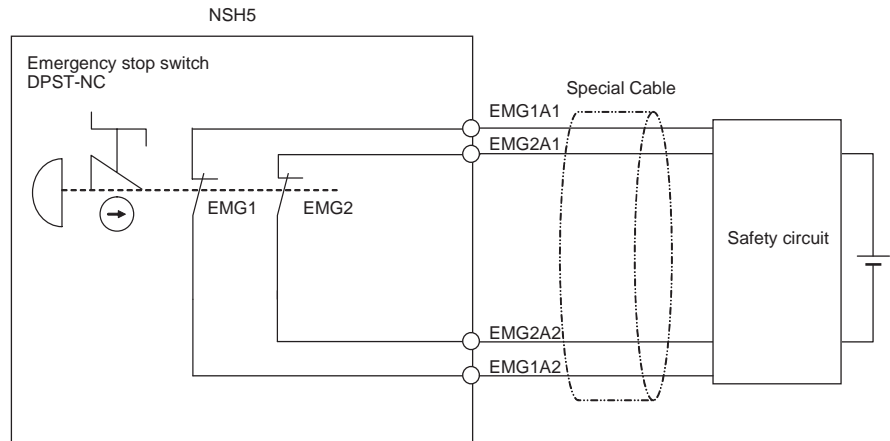 NSH5
Emergency stop switch
DPST-NC
Special Cable
EMG1A1
EMG2A1
EMG1
EMG2
Safety circuit
EMG2A2
EMG1A2